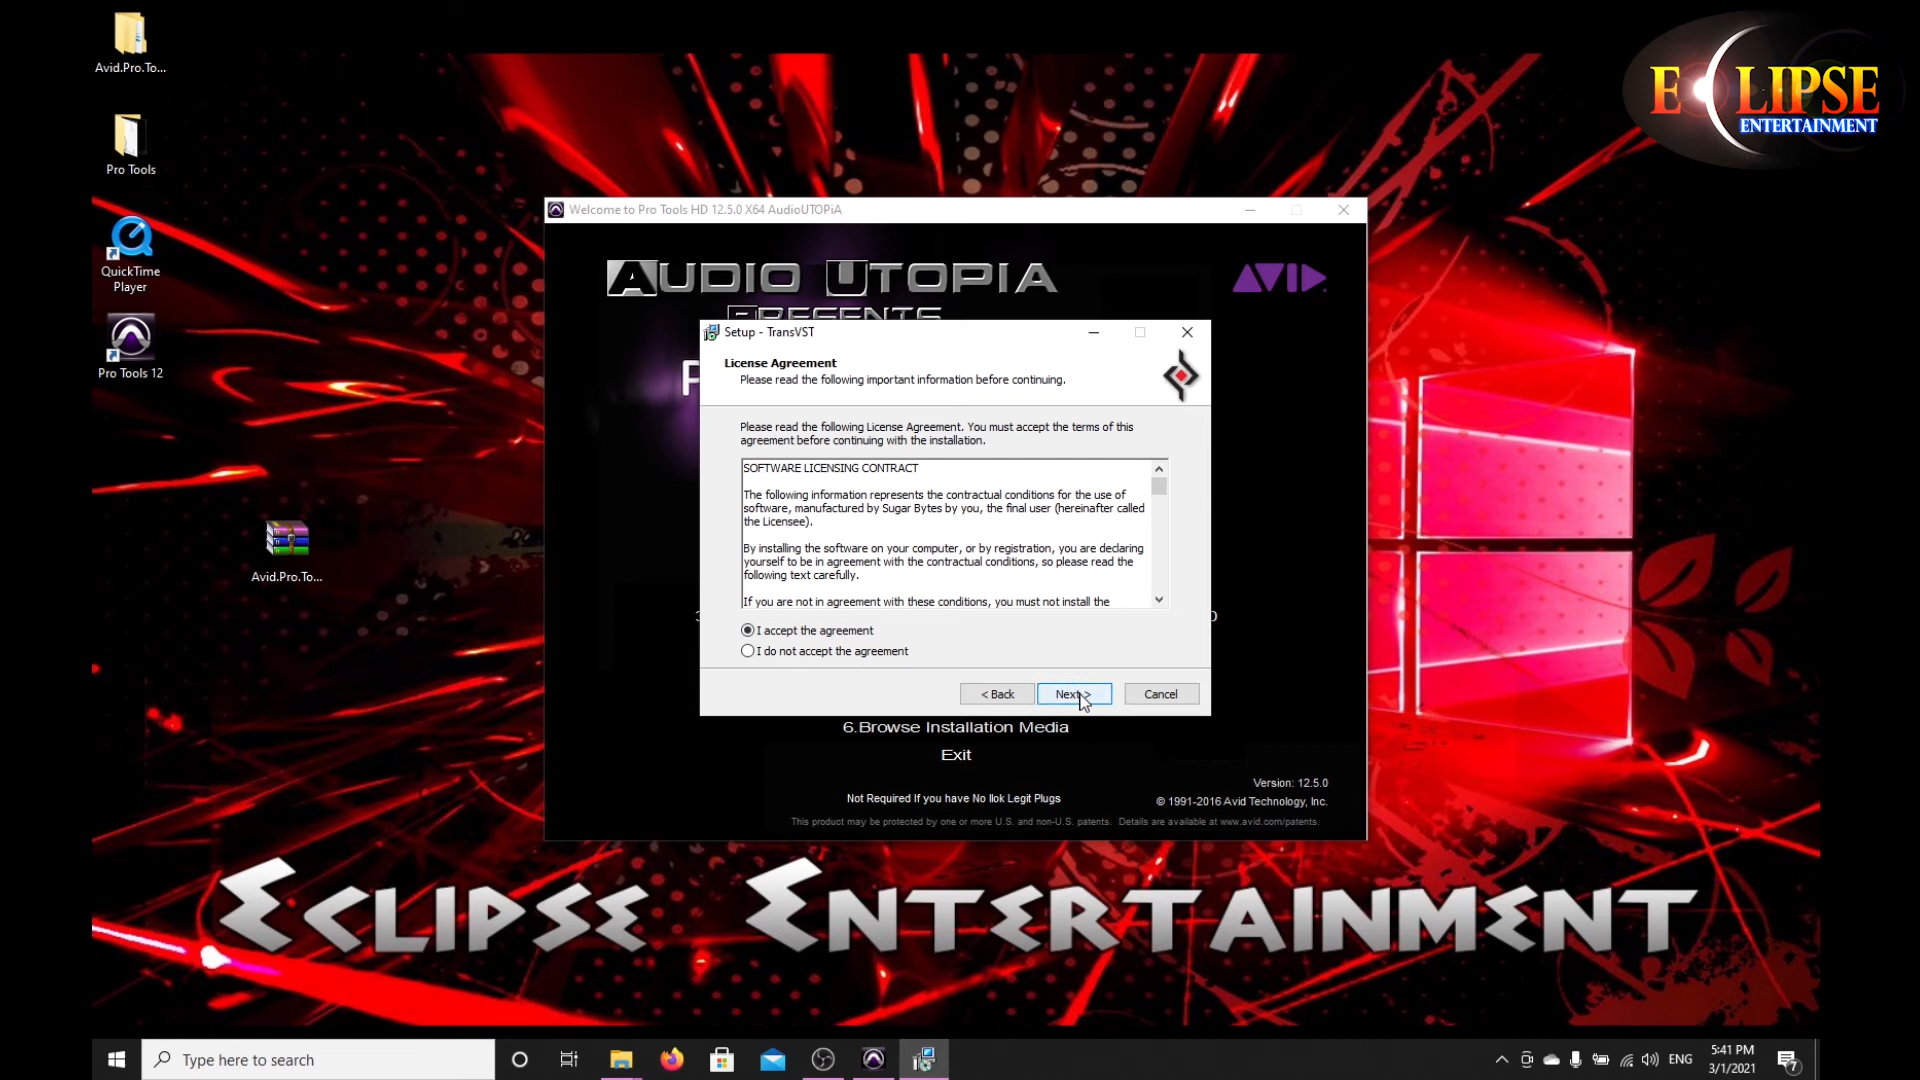 Avid.Pro.To...
Pro Tools
QuickTime
Player
Pro Tools 12
Avid.Pro.To...
ECLIPSE
ENTERTAINMENT
Welcome to Pro Tools HD 12.5.0 X64 AudioUTOPiA
AUDIO UTOPIA
PRESENTS
AVID
P
Setup - TransVST
License Agreement
Please read the following important information before continuing.
Please read the following License Agreement. You must accept the terms of this
agreement before continuing with the installation.
SOFTWARE LICENSING CONTRACT
The following information represents the contractual conditions for the use of
software, manufactured by Sugar Bytes by you, the final user (hereinafter called
the Licensee).
By installing the software on your computer, or by registration, you are declaring
yourself to be in agreement with the contractual conditions, so please read the
following text carefully.
If you are not in agreement with these conditions, you must not install the
I accept the agreement
I do not accept the agreement
< Back
Next >
Cancel
6.Browse Installation Media
Exit
Version: 12.5.0
Not Required If you have No Ilok Legit Plugs
© 1991-2016 Avid Technology, Inc.
This product may be protected by one or more U.S. and non-U.S. patents. Details are available at www.avid.com/patents.
ECLIPSE ENTERTAINMENT
Type here to search
ENG
5:41 PM
3/1/2021
7